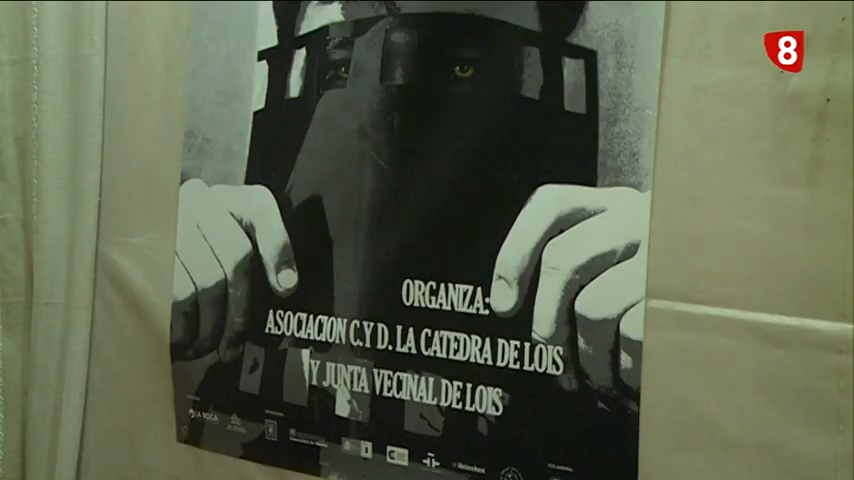 8
ORGANIZA:
ASOCIACION C. Y D. LA CATEDRA DE LOIS
Y JUNTA VECINAL DE LOIS